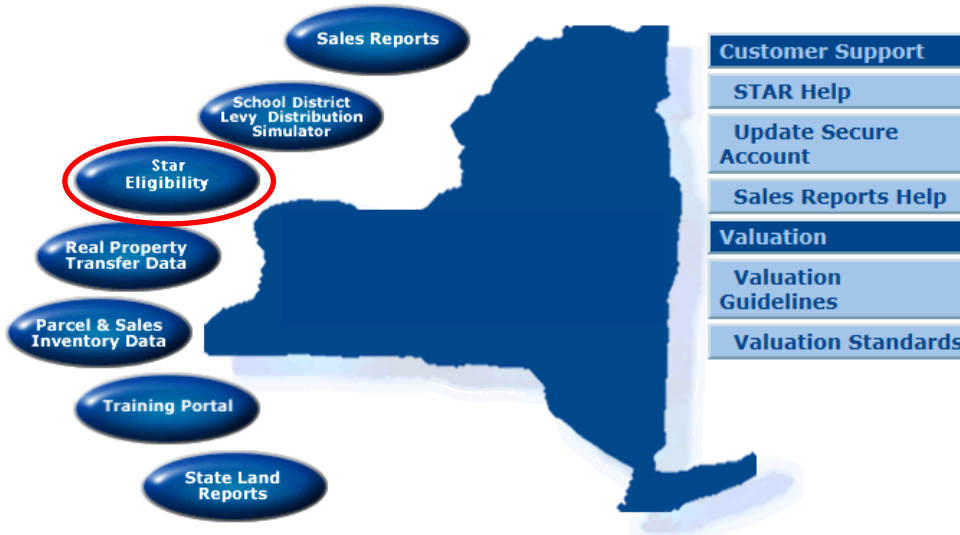 Sales Reports
School District
Levy Distribution
Simulator
Star
Eligibility
Real Property
Transfer Data
Parcel & Sales
Inventory Data
Training Portal
State Land
Reports
Customer Support
STAR Help
Update Secure
Account
Sales Reports Help
Valuation
Valuation
Guidelines
Valuation Standards